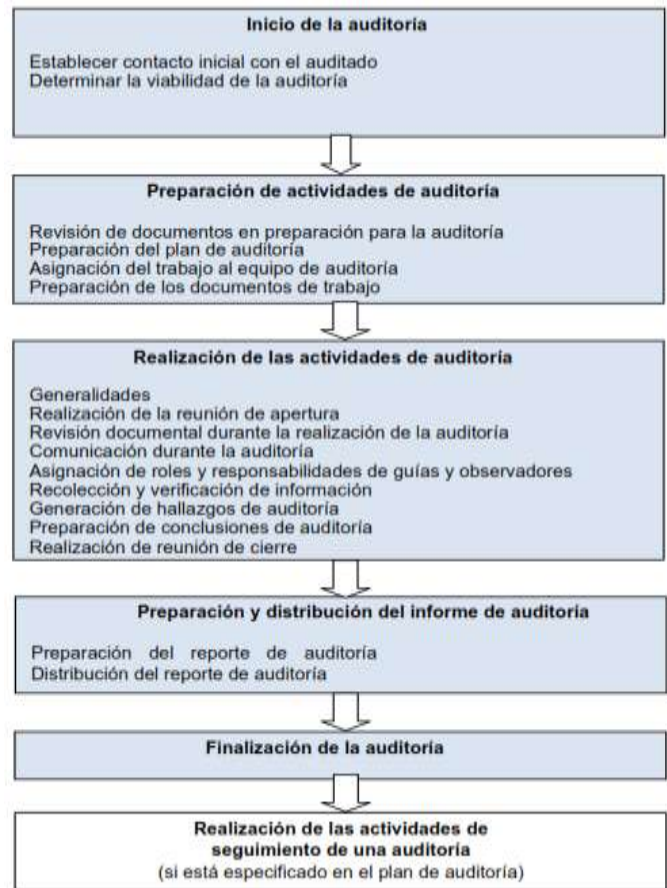 Inicio de la auditoría
Establecer contacto inicial con el auditado
Determinar la viabilidad de la auditoría
Preparación de actividades de auditoría
Revisión de documentos en preparación para la auditoría
Preparación del plan de auditoría
Asignación del trabajo al equipo de auditoría
Preparación de los documentos de trabajo
Realización de las actividades de auditoría
Generalidades
Realización de la reunión de apertura
Revisión documental durante la realización de la auditoría
Comunicación durante la auditoría
Asignación de roles y responsabilidades de guías y observadores
Recolección y verificación de información
Generación de hallazgos de auditoría
Preparación de conclusiones de auditoría
Realización de reunión de cierre
Preparación y distribución del informe de auditoría
Preparación del reporte de auditoría
Distribución del reporte de auditoría
Finalización de la auditoría
Realización de las actividades de
seguimiento de una auditoría
(si está especificado en el plan de auditoría)